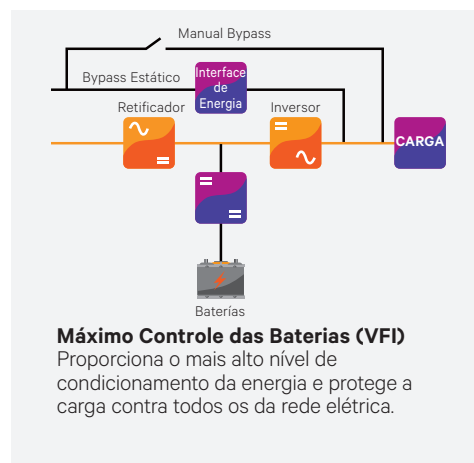 Manual Bypass
Bypass Estático
Interface
de
Energia
Retificador
Inversor
CARGA
Baterías
Máximo Controle das Baterias (VFI)
Proporciona o mais alto nível de
condicionamento da energia e protege a
carga contra todos os da rede elétrica.